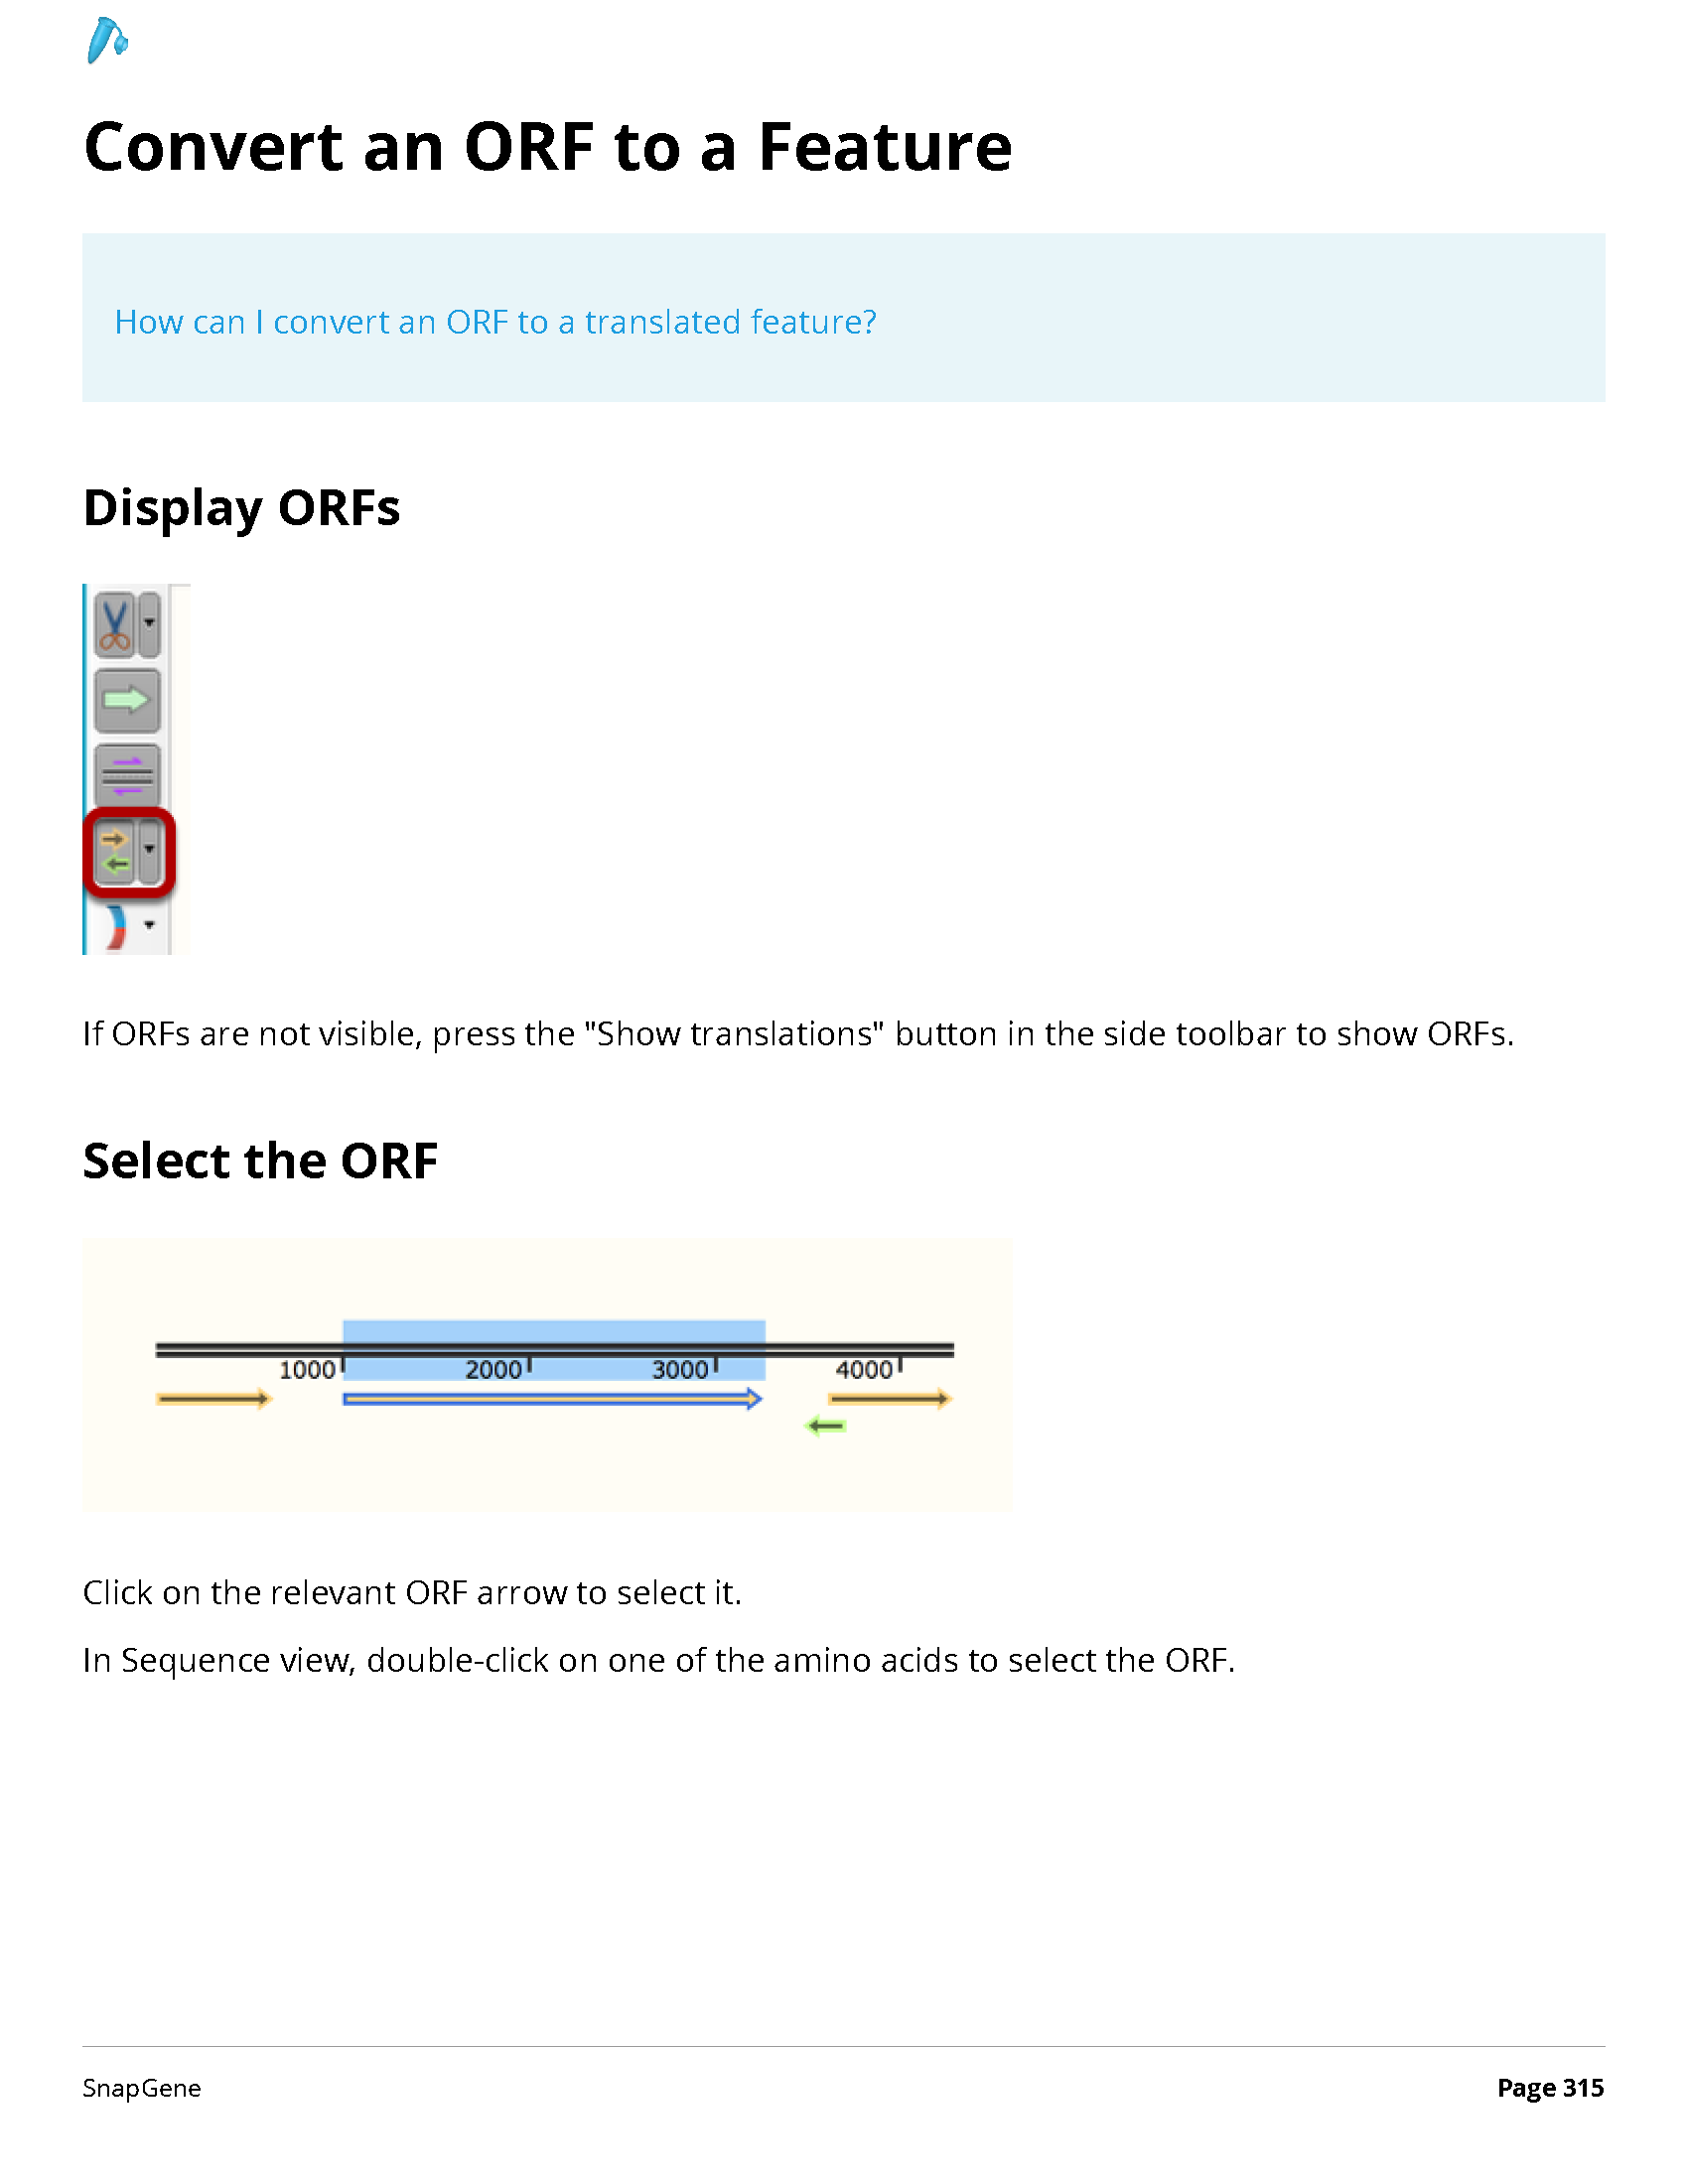 Convert an ORF to a Feature
How can I convert an ORF to a translated feature?
Display ORFs
If ORFs are not visible, press the "Show translations" button in the side toolbar to show ORFs.
Select the ORF
1000 2000 3000 4000
Click on the relevant ORF arrow to select it.
In Sequence view, double-click on one of the amino acids to select the ORF.
SnapGene Page 315